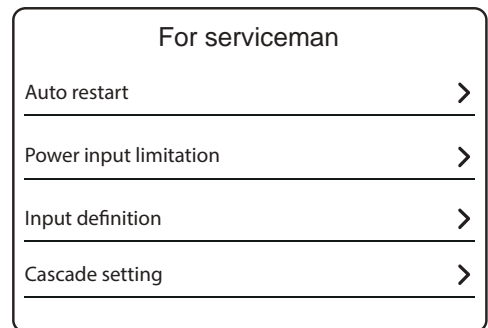 For serviceman
Auto restart
Power input limitation
Input definition
Cascade setting